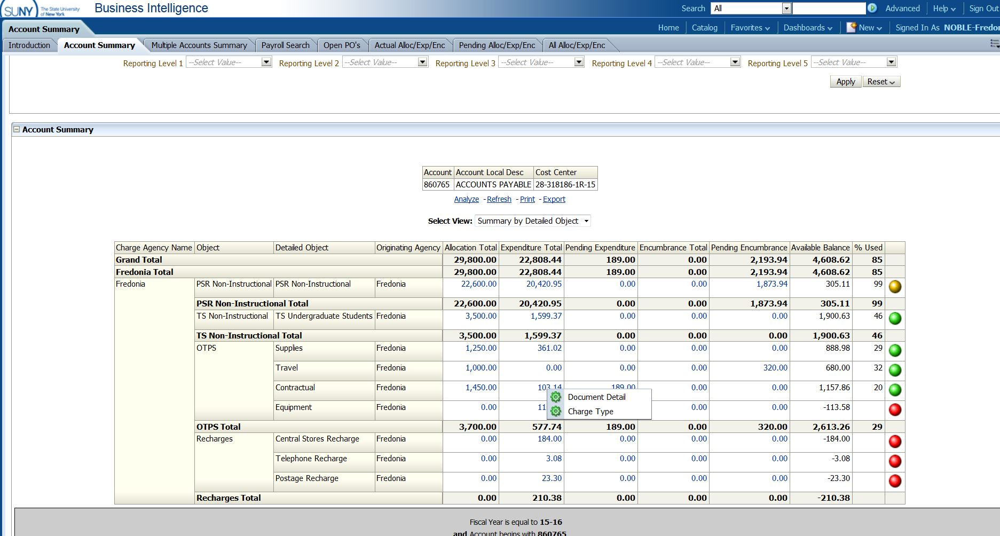 SUNY The State University of New York Business Intelligence Search All Advanced Help Sign Out
Account Summary Home Catalog Favorites Dashboards New Signed In As NOBLE-Fredon
Introduction Account Summary Multiple Accounts Summary Payroll Search Open PO's Actual Alloc/Exp/Enc Pending Alloc/Exp/Enc All Alloc/Exp/Enc
Reporting Level 1 --Select Value-- Reporting Level 2 --Select Value-- Reporting Level 3 --Select Value-- Reporting Level 4 --Select Value-- Reporting Level 5 --Select Value--
Apply Reset
Account Summary
Account Account Local Desc Cost Center
860765 ACCOUNTS PAYABLE 28-318186-1R-15
Analyze - Refresh - Print - Export
Select View: Summary by Detailed Object
Charge Agency Name Object Detailed Object Originating Agency Allocation Total Expenditure Total Pending Expenditure Encumbrance Total Pending Encumbrance Available Balance % Used
Grand Total 29,800.00 22,808.44 189.00 0.00 2,193.94 4,608.62 85
Fredonia Total 29,800.00 22,808.44 189.00 0.00 2,193.94 4,608.62 85
Fredonia PSR Non-Instructional PSR Non-Instructional Fredonia 22,600.00 20,420.95 0.00 0.00 1,873.94 305.11 99
PSR Non-Instructional Total 22,600.00 20,420.95 0.00 0.00 1,873.94 305.11 99
TS Non-Instructional TS Undergraduate Students Fredonia 3,500.00 1,599.37 0.00 0.00 0.00 1,900.63 46
TS Non-Instructional Total 3,500.00 1,599.37 0.00 0.00 0.00 1,900.63 46
OTPS Supplies Fredonia 1,250.00 361.02 0.00 0.00 0.00 888.98 29
Travel Fredonia 1,000.00 0.00 0.00 0.00 320.00 680.00 32
Contractual Fredonia 1,450.00 103.14 189.00 0.00 0.00 1,157.86 20
Document Detail
Equipment Fredonia 0.00 11 0.00 0.00 -113.58
Charge Type
OTPS Total 3,700.00 577.74 189.00 0.00 320.00 2,613.26 29
Recharges Central Stores Recharge Fredonia 0.00 184.00 0.00 0.00 0.00 -184.00
Telephone Recharge Fredonia 0.00 3.08 0.00 0.00 0.00 -3.08
Postage Recharge Fredonia 0.00 23.30 0.00 0.00 0.00 -23.30
Recharges Total 0.00 210.38 0.00 0.00 0.00 -210.38
Fiscal Year is equal to 15-16
and Account begins with 860765